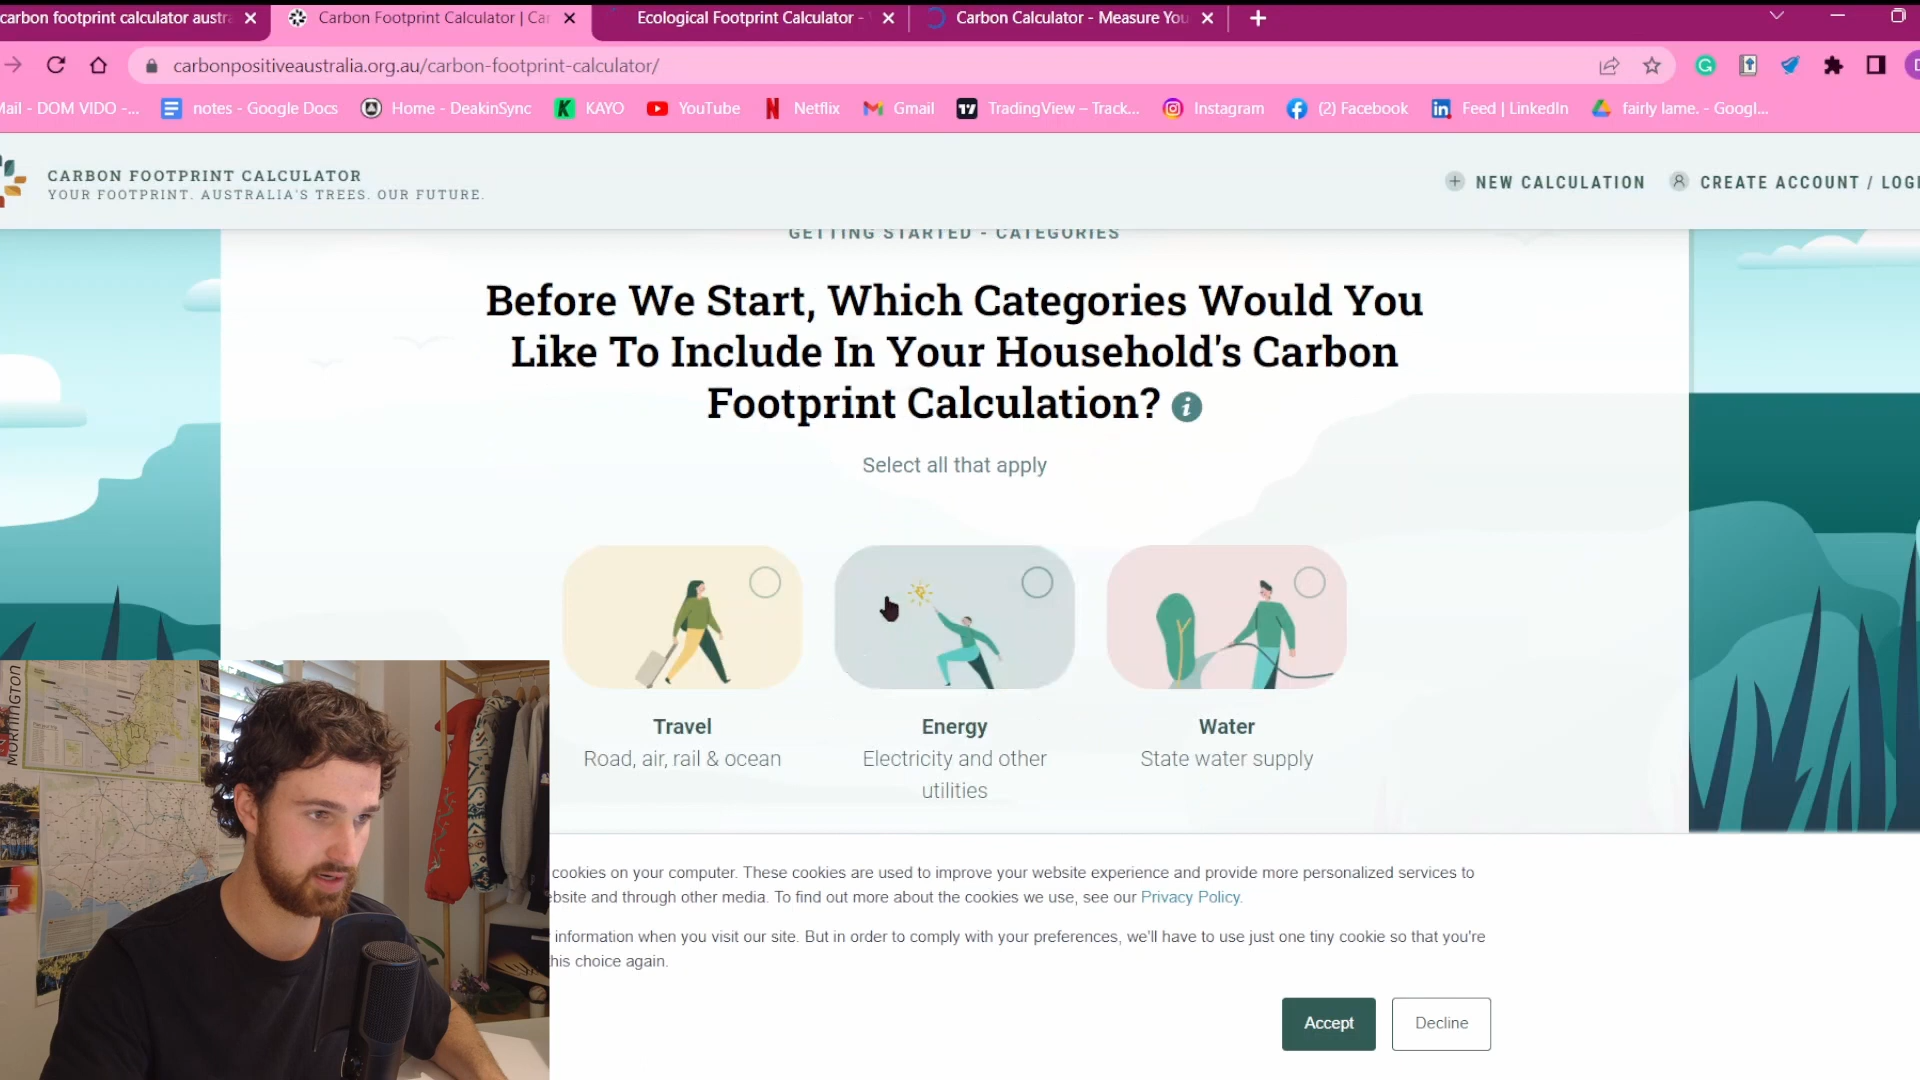 carbon footprint calculator austra
Carbon Footprint Calculator | Car
Ecological Footprint Calculator -
Carbon Calculator - Measure You
carbonpositiveaustralia.org.au/carbon-footprint-calculator/
Mail - DOM VIDO -...
notes - Google Docs
Home - DeakinSync
KAYO
YouTube
Netflix
Gmail
TradingView – Track...
Instagram
(2) Facebook
Feed | LinkedIn
fairly lame. - Googl...
CARBON FOOTPRINT CALCULATOR
YOUR FOOTPRINT. AUSTRALIA'S TREES. OUR FUTURE.
NEW CALCULATION
CREATE ACCOUNT / LOGI
GETTING STARTED - CATEGORIES
Before We Start, Which Categories Would You
Like To Include In Your Household's Carbon
Footprint Calculation?
Select all that apply
Travel
Road, air, rail & ocean
Energy
Electricity and other
utilities
Water
State water supply
MORNINGTON
cookies on your computer. These cookies are used to improve your website experience and provide more personalized services to
bsite and through other media. To find out more about the cookies we use, see our Privacy Policy.
information when you visit our site. But in order to comply with your preferences, we'll have to use just one tiny cookie so that you're
his choice again.
Accept
Decline